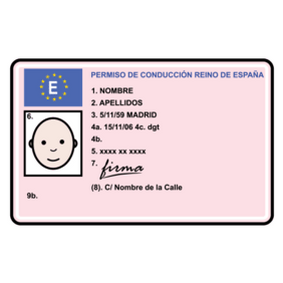 E
PERMISO DE CONDUCCIÓN REINO DE ESPAÑA
1. NOMBRE
2. APELLIDOS
3. 5/11/59 MADRID
4a. 15/11/06 4c. dgt
4b.
5. xxxx xx xxxx
6.
7. firma
(8). C/ Nombre de la Calle
9b.